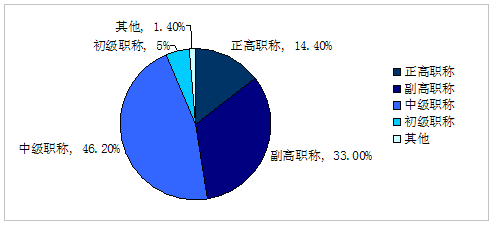 其他, 1.40%
初级职称, 5%
正高职称, 14.40%
中级职称, 46.20%
副高职称, 33.00%
正高职称
副高职称
中级职称
初级职称
其他